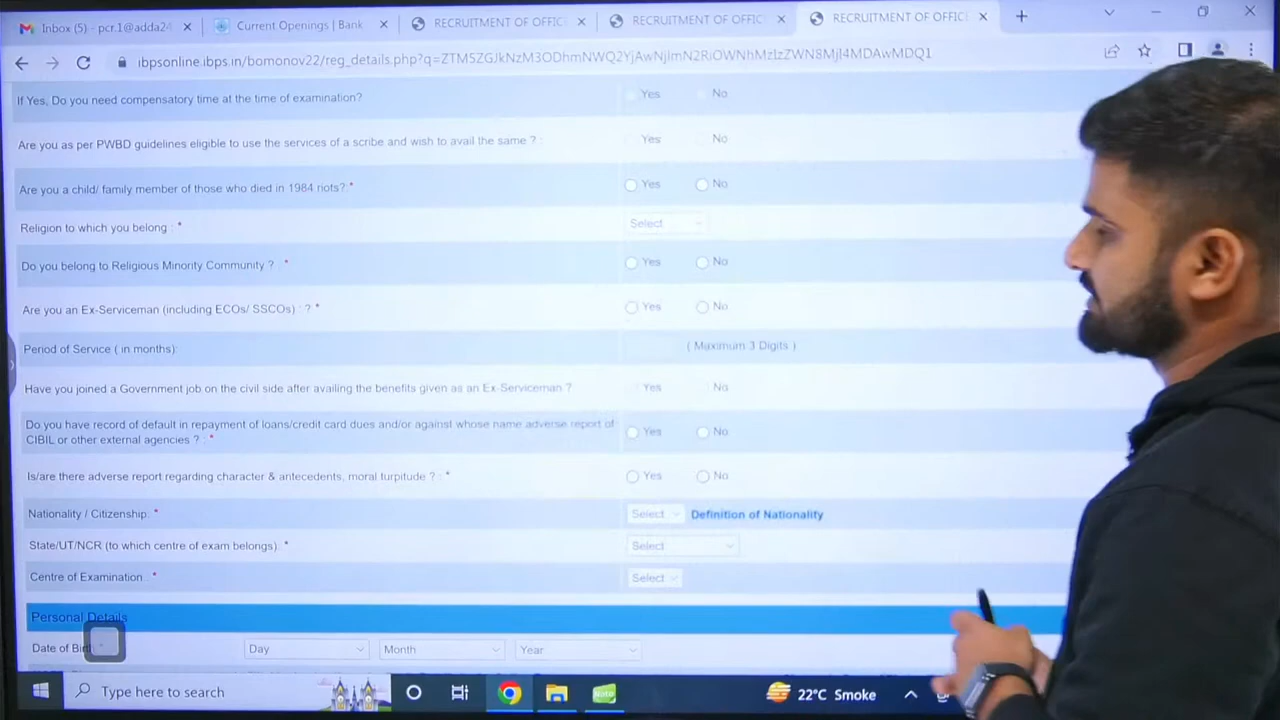 Inbox (5) - pcr.1@adda24
Current Openings | Bank
RECRUITMENT OF OFFIC
RECRUITMENT OF OFFIC
RECRUITMENT OF OFFIC
If Yes, Do you need compensatory time at the time of examination?
Yes No
Are you as per PWBD guidelines eligible to use the services of a scribe and wish to avail the same ? :
Yes No
Are you a child/ family member of those who died in 1984 riots? *
Yes No
Religion to which you belong : *
Select
Do you belong to Religious Minority Community ? *
Yes No
Are you an Ex-Serviceman (including ECOs/ SSCOs) : ? *
Yes No
Period of Service ( in months):
( Maximum 3 Digits )
Have you joined a Government job on the civil side after availing the benefits given as an Ex-Serviceman ?
Yes No
Do you have record of default in repayment of loans/credit card dues and/or against whose name adverse report of
CIBIL or other external agencies ? : *
Yes No
Is/are there adverse report regarding character & antecedents, moral turpitude ? : *
Yes No
Nationality / Citizenship: *
Select Definition of Nationality
State/UT/NCR (to which centre of exam belongs) : *
Select
Centre of Examination : *
Select
Personal Details
Date of Birth *
Day Month Year
Type here to search
Note
22°C Smoke